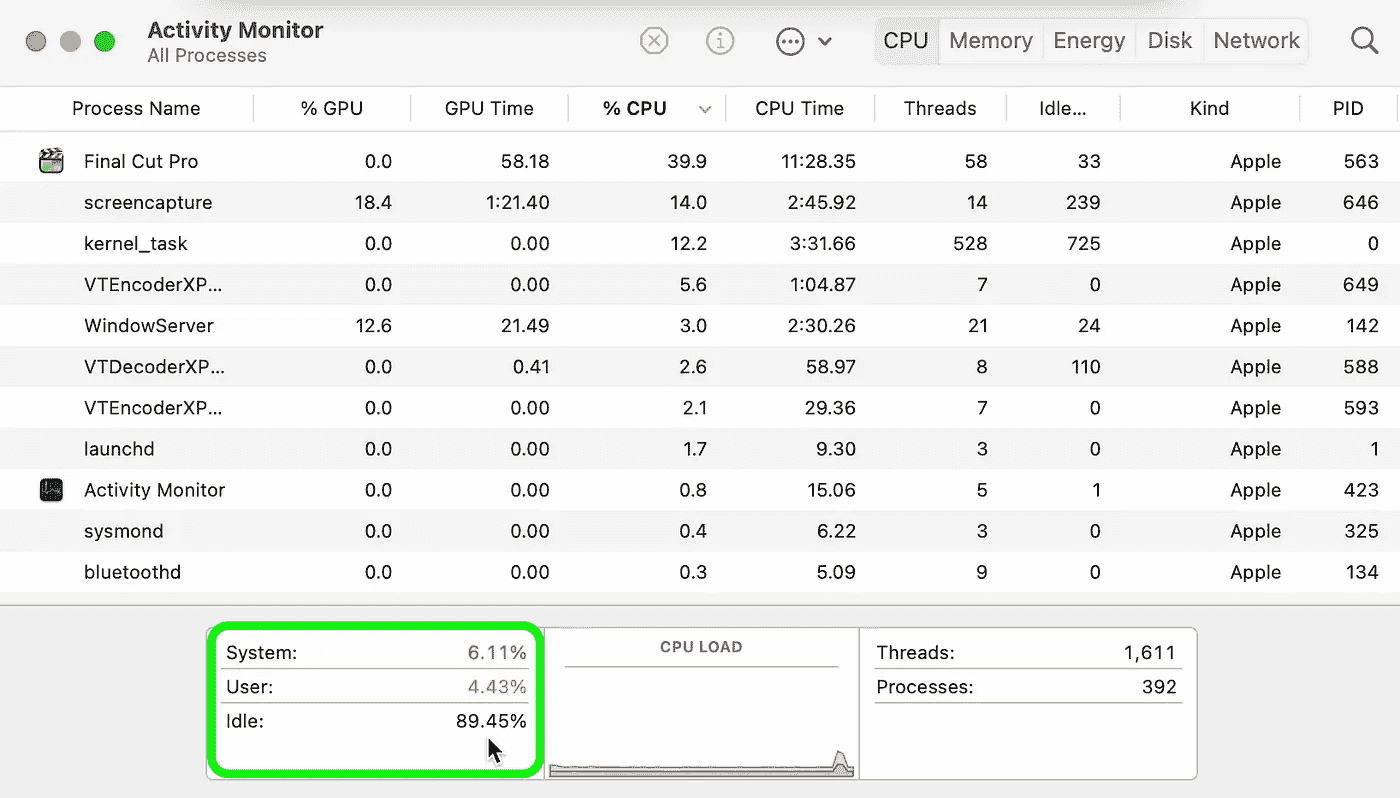 Activity Monitor
All Processes
CPU Memory Energy Disk Network
Process Name % GPU GPU Time % CPU CPU Time Threads Idle... Kind PID
Final Cut Pro 0.0 58.18 39.9 11:28.35 58 33 Apple 563
screencapture 18.4 1:21.40 14.0 2:45.92 14 239 Apple 646
kernel_task 0.0 0.00 12.2 3:31.66 528 725 Apple 0
VTEncoderXP... 0.0 0.00 5.6 1:04.87 7 0 Apple 649
WindowServer 12.6 21.49 3.0 2:30.26 21 24 Apple 142
VTDecoderXP... 0.0 0.41 2.6 58.97 8 110 Apple 588
VTEncoderXP... 0.0 0.00 2.1 29.36 7 0 Apple 593
launchd 0.0 0.00 1.7 9.30 3 0 Apple 1
Activity Monitor 0.0 0.00 0.8 15.06 5 1 Apple 423
sysmond 0.0 0.00 0.4 6.22 3 0 Apple 325
bluetoothd 0.0 0.00 0.3 5.09 9 0 Apple 134
System: 6.11%
User: 4.43%
Idle: 89.45%
CPU LOAD
Threads: 1,611
Processes: 392